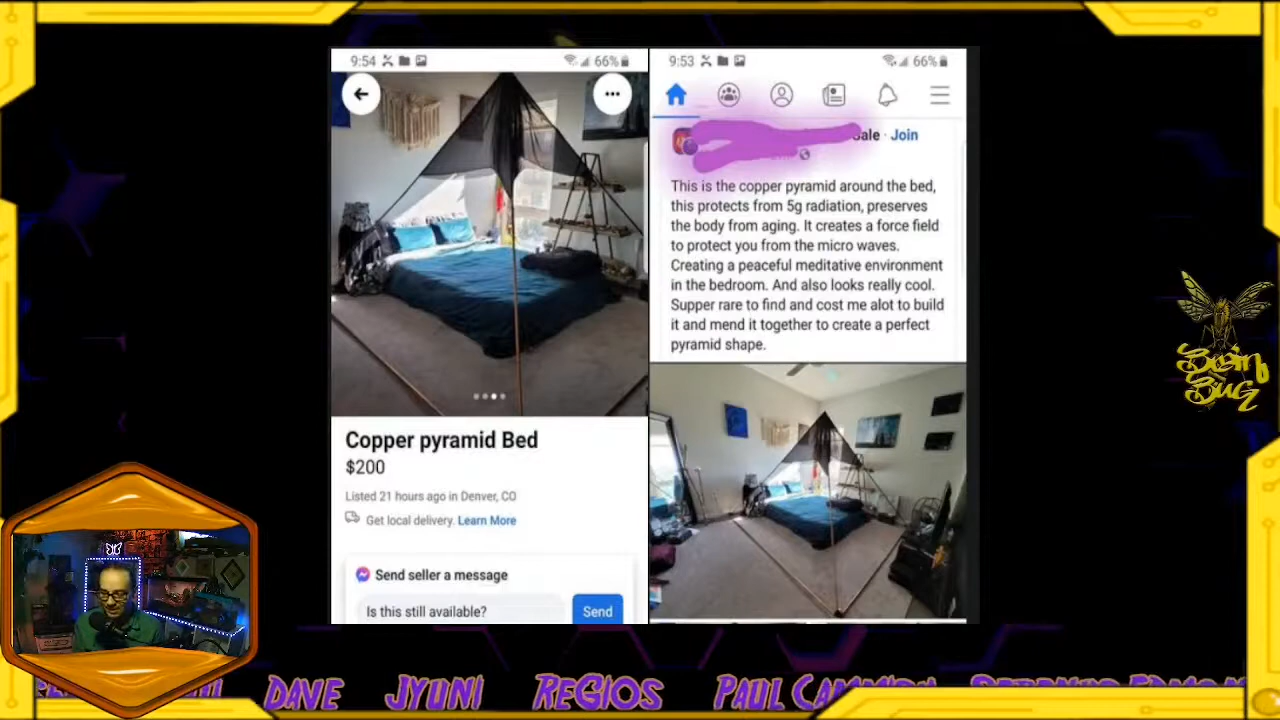 9:54
66%
Copper pyramid Bed
$200
Listed 21 hours ago in Denver, CO
Get local delivery. Learn More
Send seller a message
Is this still available?
Send
9:53
66%
Sale · Join
This is the copper pyramid around the bed,
this protects from 5g radiation, preserves
the body from aging. It creates a force field
to protect you from the micro waves.
Creating a peaceful meditative environment
in the bedroom. And also looks really cool.
Supper rare to find and cost me alot to build
it and mend it together to create a perfect
pyramid shape.
Bein
Bug
DAVE JYUNI REGIOS PAUL